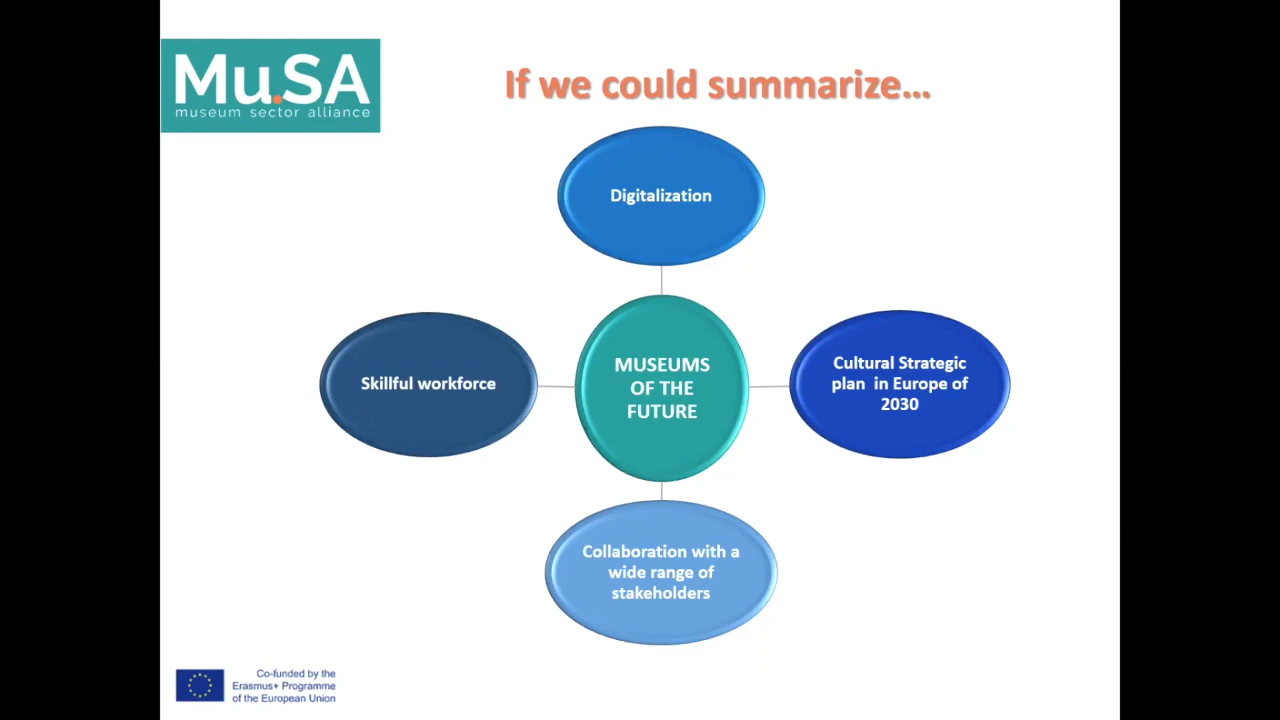 Mu.SA
museum sector alliance
If we could summarize...
Digitalization
Skillful workforce
MUSEUMS
OF THE
FUTURE
Cultural Strategic
plan in Europe of
2030
Collaboration with a
wide range of
stakeholders
Co-funded by the
Erasmus+ Programme
of the European Union